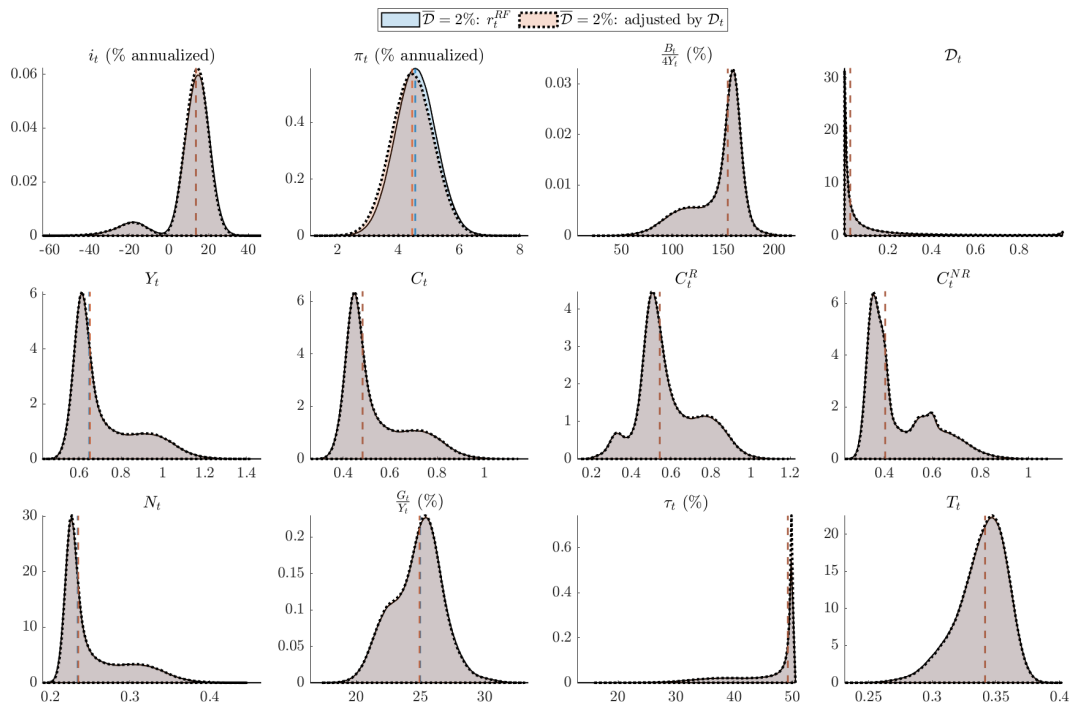 D̅ = 2%: r_t^{RF} D̅ = 2%: adjusted by D_t
i_t (% annualized) π_t (% annualized) B_t/4Y_t (%) D_t
0.06 0.04 0.02 0
-60 -40 -20 0 20 40
0.4 0.2 0
2 4 6 8
0.03 0.02 0.01 0
50 100 150 200
30 20 10 0
0.2 0.4 0.6 0.8
Y_t C_t C_t^R C_t^{NR}
6 4 2 0
0.6 0.8 1 1.2 1.4
6 4 2 0
0.4 0.6 0.8 1
4 3 2 1 0
0.2 0.4 0.6 0.8 1 1.2
6 4 2 0
0.4 0.6 0.8 1
N_t G_t/Y_t (%) τ_t (%) T_t
30 20 10 0
0.2 0.3 0.4
0.2 0.15 0.1 0.05 0
20 25 30
0.6 0.4 0.2 0
20 30 40 50
20 15 10 5 0
0.25 0.3 0.35 0.4